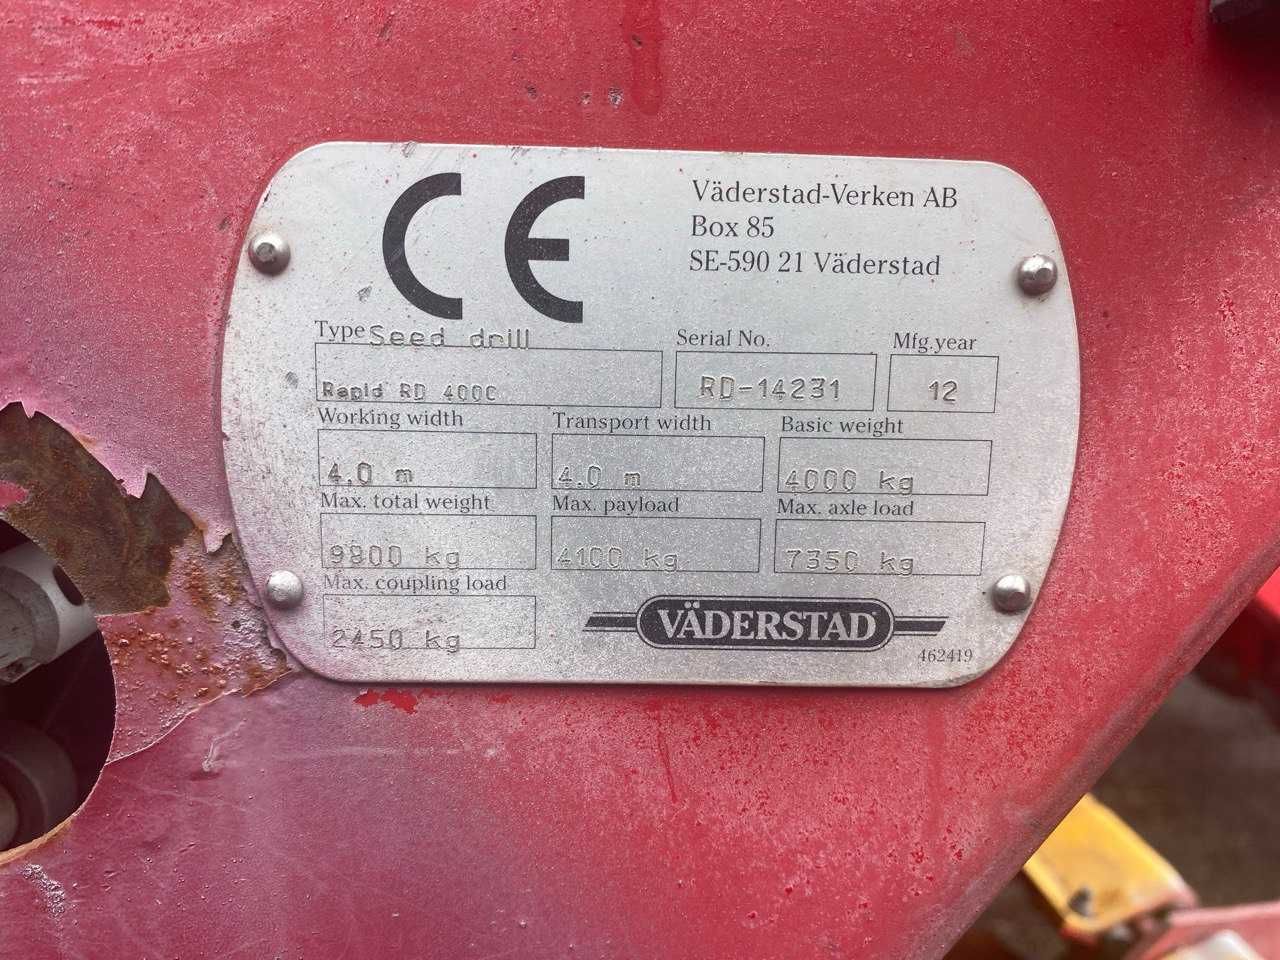 CE
Väderstad-Verken AB
Box 85
SE-590 21 Väderstad
Type Seed drill
Rapid RD 400C
Serial No.
RD-14231
Mfg.year
12
Working width
4.0 m
Transport width
4.0 m
Basic weight
4000 kg
Max. total weight
9800 kg
Max. payload
4100 kg
Max. axle load
7350 kg
Max. coupling load
2450 kg
VÄDERSTAD
462419